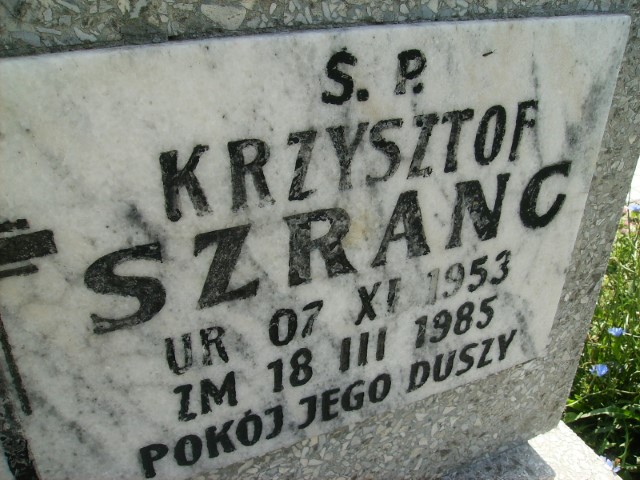 Ś. P.
KRZYSZTOF
SZRANC
UR 07 XI 1953
ZM 18 III 1985
POKÓJ JEGO DUSZY